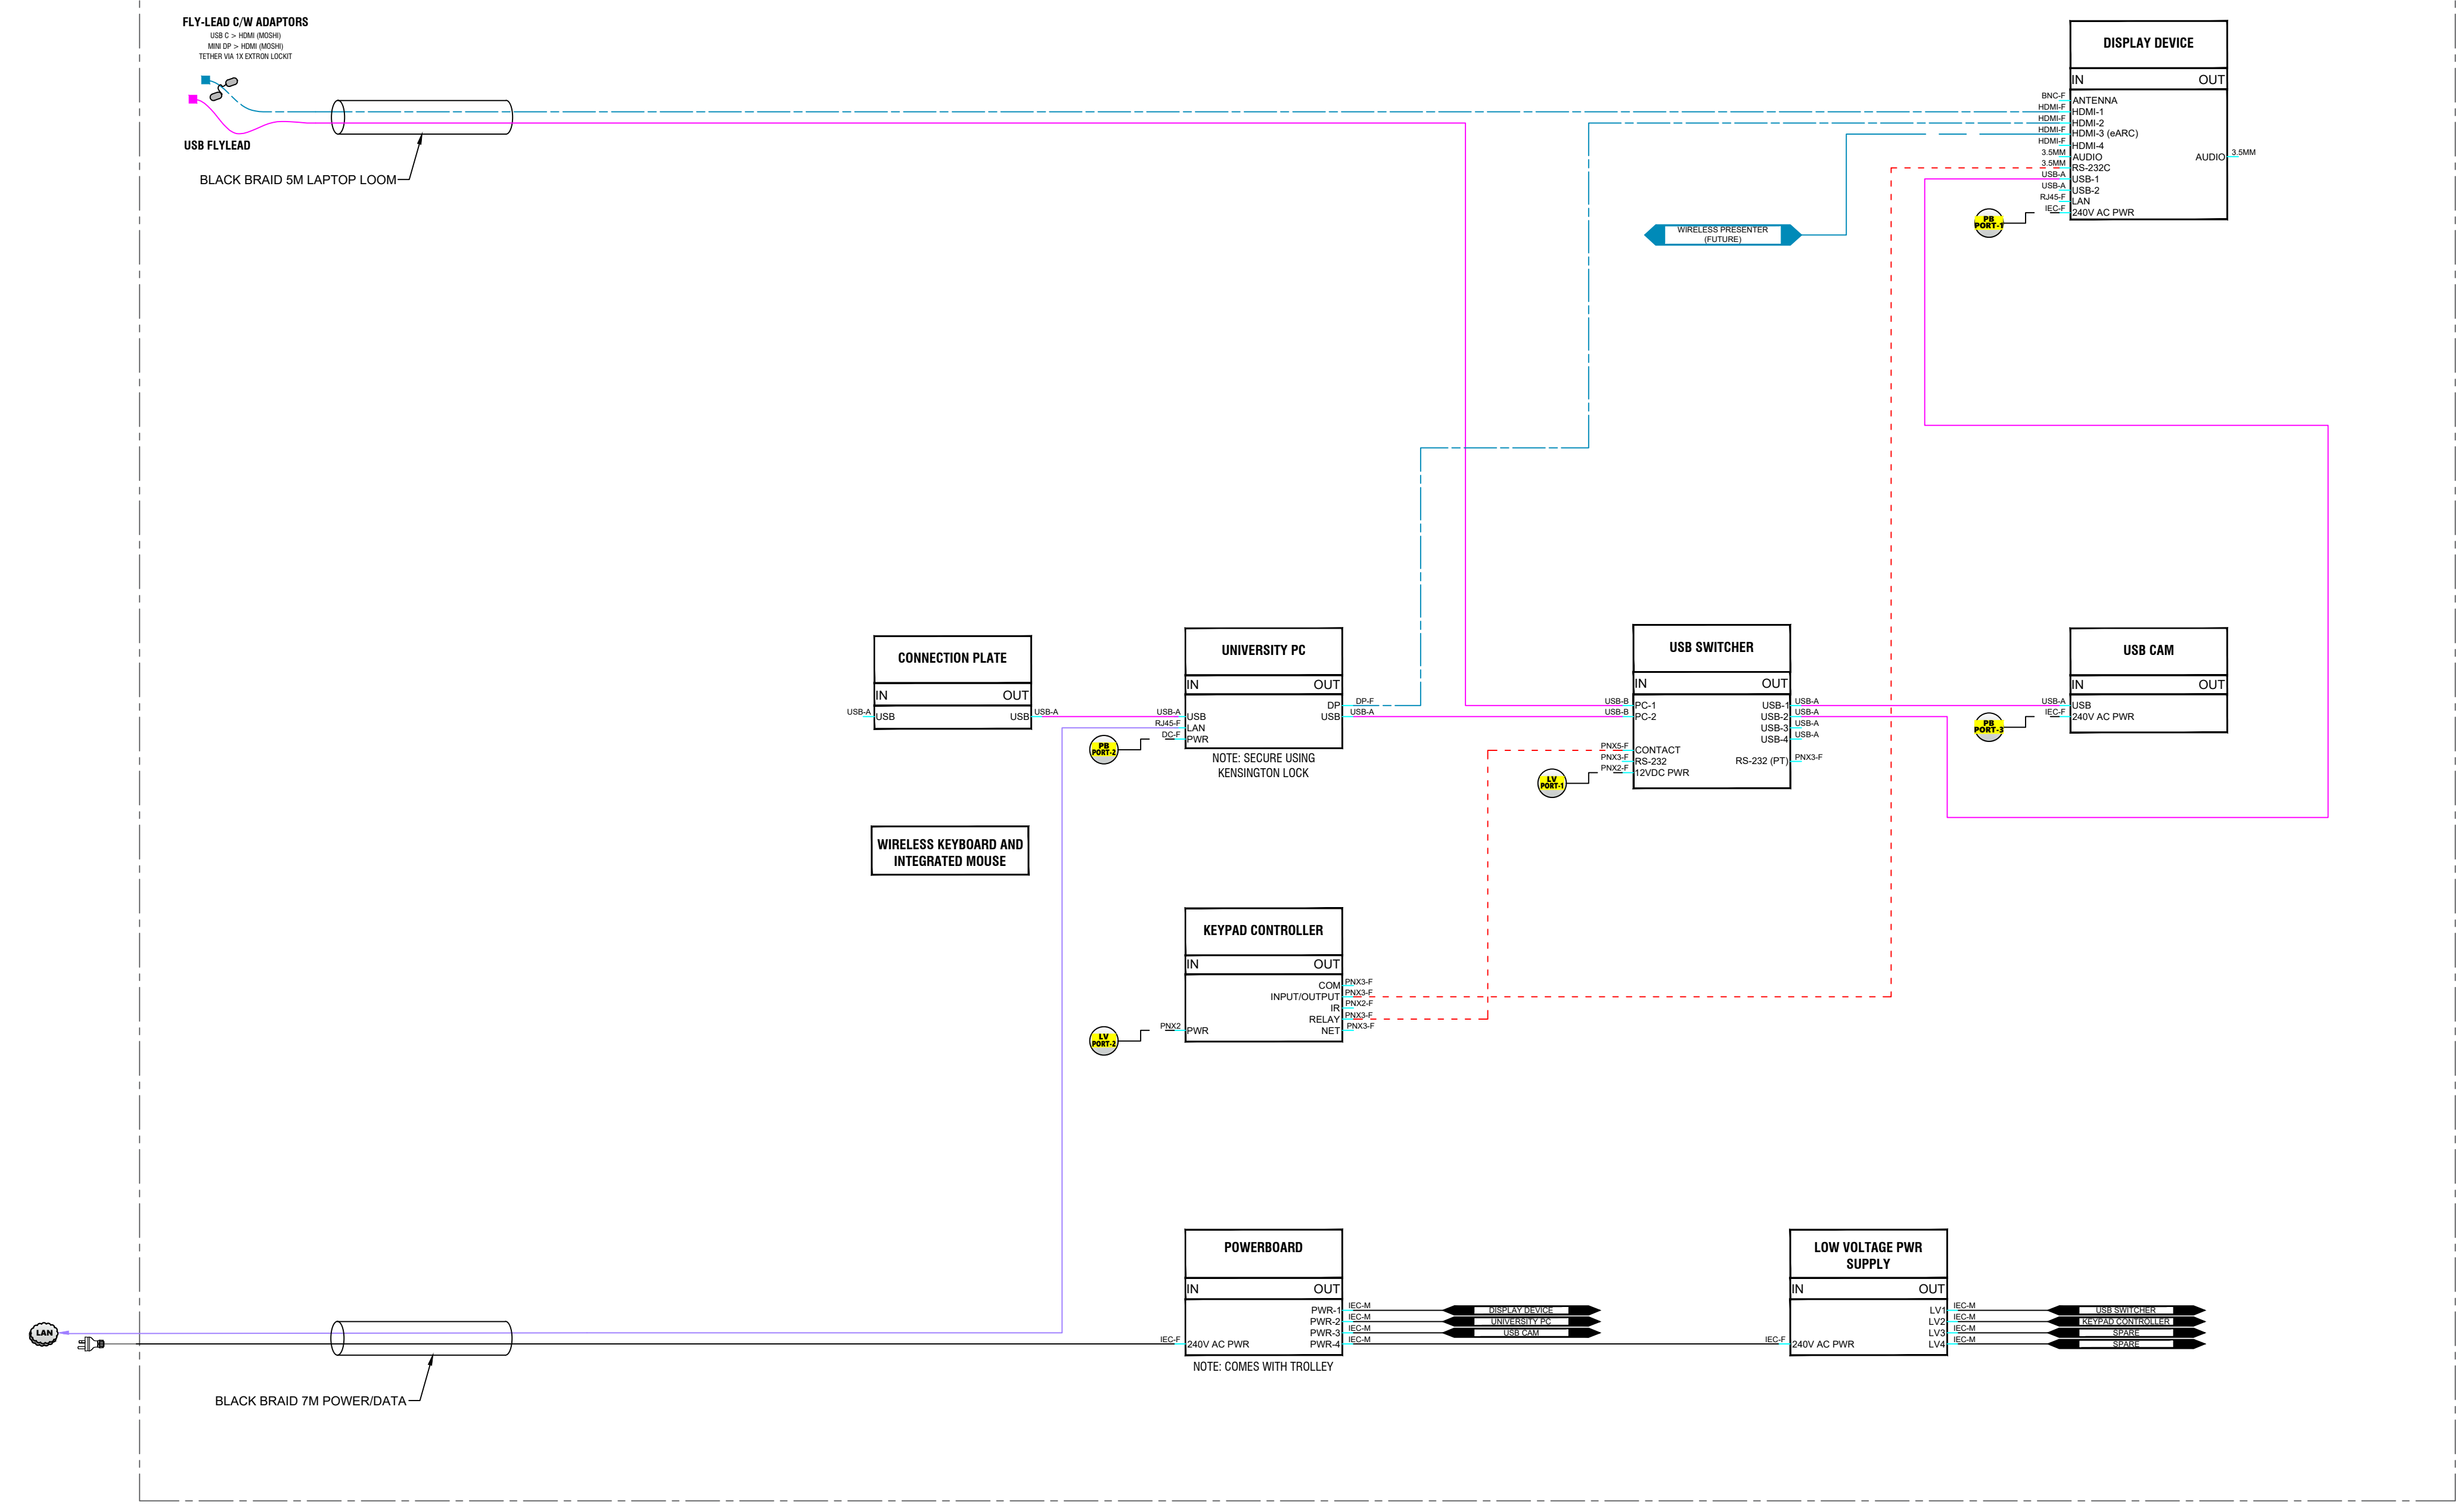 FLY-LEAD C/W ADAPTORS
USB C > HDMI (MOSHI)
MINI DP > HDMI (MOSHI)
TETHER VIA 1X EXTRON LOCKIT
USB FLYLEAD
BLACK BRAID 5M LAPTOP LOOM
DISPLAY DEVICE
IN OUT
BNC-F ANTENNA
HDMI-F HDMI-1
HDMI-F HDMI-2
HDMI-F HDMI-3 (eARC)
HDMI-F HDMI-4
3.5MM AUDIO AUDIO 3.5MM
3.5MM RS-232C
USB-A USB-1
USB-A USB-2
RJ45-F LAN
IEC-F 240V AC PWR
PB
PORT-1
WIRELESS PRESENTER
(FUTURE)
CONNECTION PLATE
IN OUT
USB-A USB USB USB-A
UNIVERSITY PC
IN OUT
DP DP-F
USB-A USB USB USB-A
RJ45-F LAN
DC-F PWR
PB
PORT-2
NOTE: SECURE USING
KENSINGTON LOCK
USB SWITCHER
IN OUT
USB-B PC-1 USB-1 USB-A
USB-B PC-2 USB-2 USB-A
USB-3 USB-A
USB-4 USB-A
PNX5-F CONTACT
PNX3-F RS-232 RS-232 (PT) PNX3-F
PNX2-F 12VDC PWR
LV
PORT-1
USB CAM
IN OUT
USB-A USB
IEC-F 240V AC PWR
PB
PORT-3
WIRELESS KEYBOARD AND
INTEGRATED MOUSE
KEYPAD CONTROLLER
IN OUT
COM PNX3-F
INPUT/OUTPUT PNX3-F
IR PNX2-F
RELAY PNX3-F
PNX2 PWR NET PNX3-F
LV
PORT-2
POWERBOARD
IN OUT
PWR-1 IEC-M DISPLAY DEVICE
PWR-2 IEC-M UNIVERSITY PC
PWR-3 IEC-M USB CAM
IEC-F 240V AC PWR PWR-4 IEC-M
NOTE: COMES WITH TROLLEY
LOW VOLTAGE PWR
SUPPLY
IN OUT
LV1 IEC-M USB SWITCHER
LV2 IEC-M KEYPAD CONTROLLER
LV3 IEC-M SPARE
IEC-F 240V AC PWR LV4 IEC-M SPARE
LAN
BLACK BRAID 7M POWER/DATA